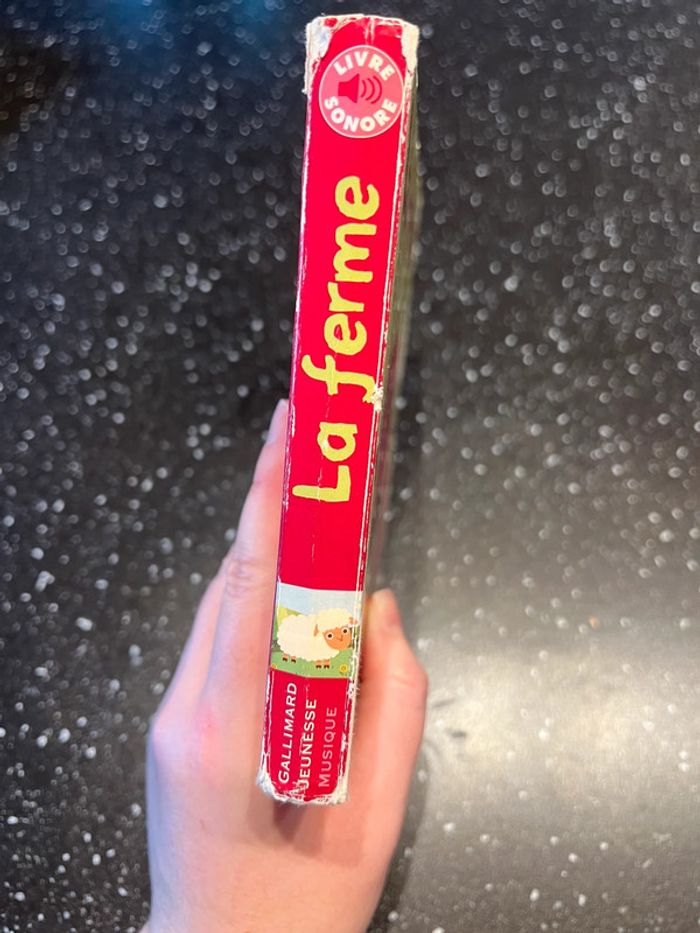 LIVRE
SONORE
La ferme
GALLIMARD
JEUNESSE
MUSIQUE